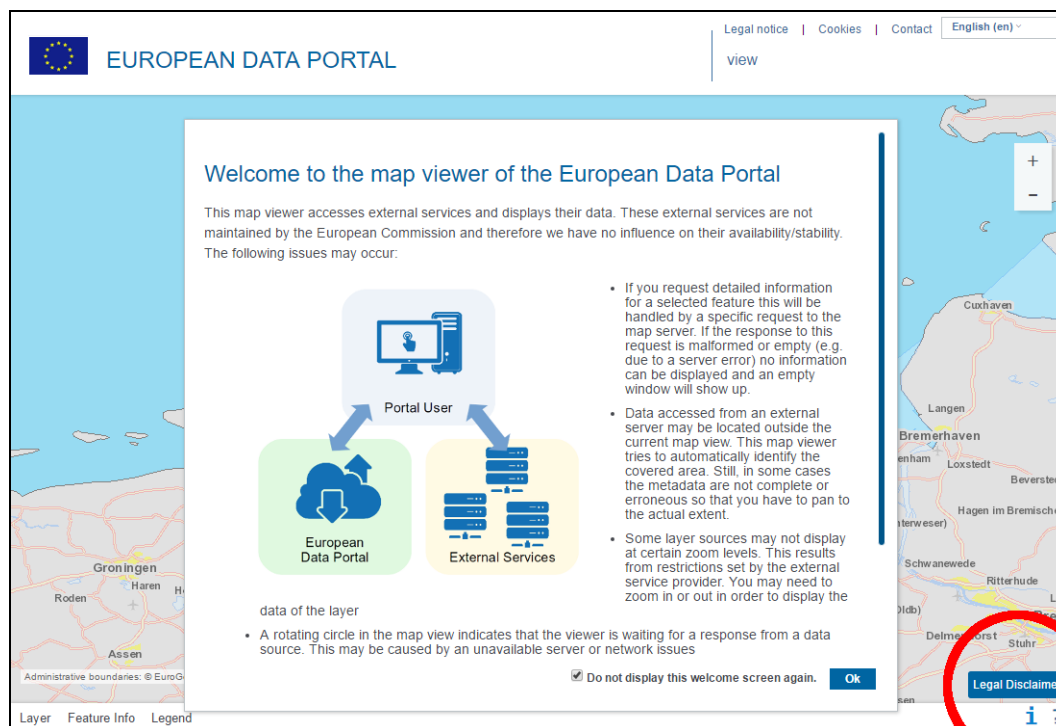 Legal notice | Cookies | Contact English (en)
EUROPEAN DATA PORTAL
view
Welcome to the map viewer of the European Data Portal
This map viewer accesses external services and displays their data. These external services are not
maintained by the European Commission and therefore we have no influence on their availability/stability.
The following issues may occur:
• If you request detailed information
for a selected feature this will be
handled by a specific request to the
map server. If the response to this
request is malformed or empty (e.g.
due to a server error) no information
can be displayed and an empty
window will show up.
• Data accessed from an external
server may be located outside the
current map view. This map viewer
tries to automatically identify the
covered area. Still, in some cases
the metadata are not complete or
erroneous so that you have to pan to
the actual extent.
• Some layer sources may not display
at certain zoom levels. This results
from restrictions set by the external
service provider. You may need to
zoom in or out in order to display the
data of the layer
• A rotating circle in the map view indicates that the viewer is waiting for a response from a data
source. This may be caused by an unavailable server or network issues
Portal User
European
Data Portal
External Services
Do not display this welcome screen again. Ok
+
-
Cuxhaven
Langen
Bremerhaven
enham
Loxstedt
Beverste
Hagen im Bremische
terweser)
Schwanewede
Ritterhude
Stuhr
Groningen
Haren
Roden
Assen
Administrative boundaries: © EuroG
Legal Disclaime
Layer Feature Info Legend
i